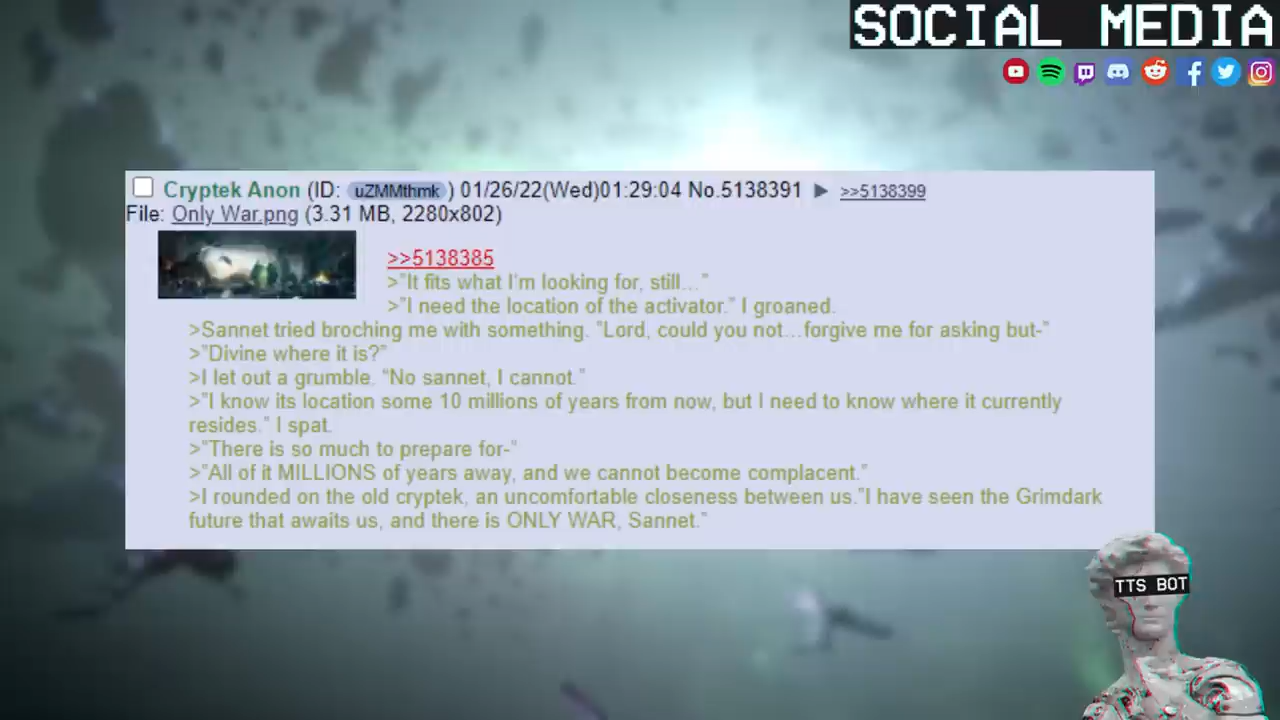 SOCIAL MEDIA
Cryptek Anon (ID: uZMMthmk) 01/26/22(Wed)01:29:04 No.5138391 ▶ >>5138399
File: Only War.png (3.31 MB, 2280x802)
>>5138385
>"It fits what I'm looking for, still..."
>"I need the location of the activator." I groaned.
>Sannet tried broching me with something. "Lord, could you not...forgive me for asking but-"
>"Divine where it is?"
>I let out a grumble. "No sannet, I cannot."
>"I know its location some 10 millions of years from now, but I need to know where it currently
resides." I spat.
>"There is so much to prepare for-"
>"All of it MILLIONS of years away, and we cannot become complacent."
>I rounded on the old cryptek, an uncomfortable closeness between us."I have seen the Grimdark
future that awaits us, and there is ONLY WAR, Sannet."
TTS BOT